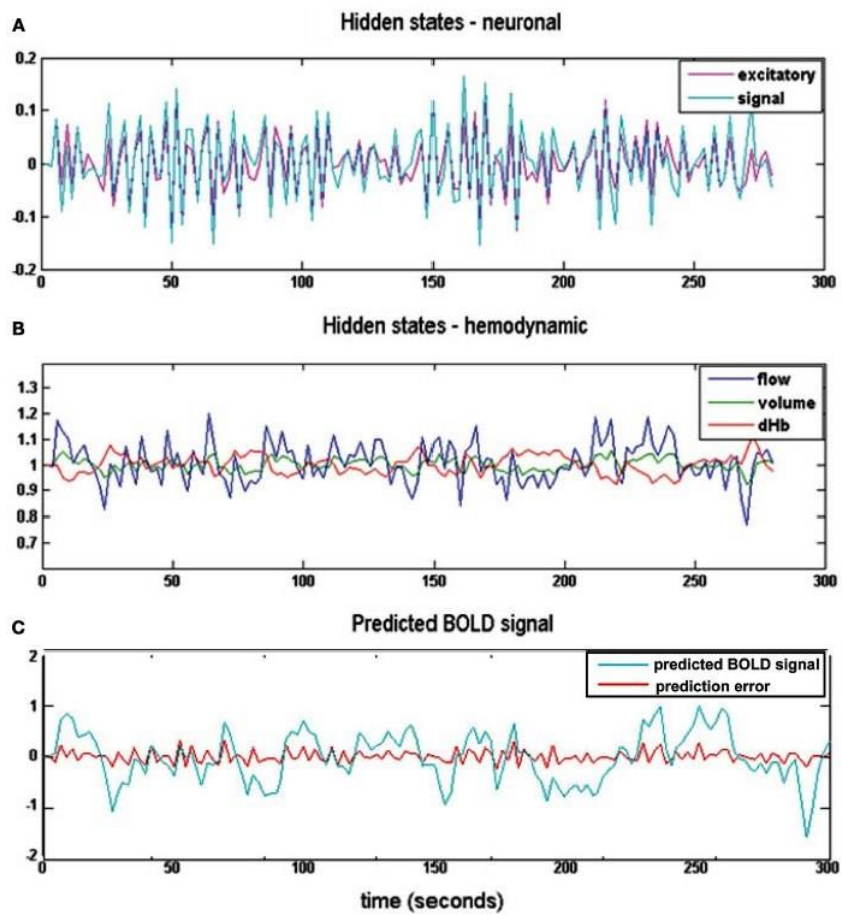 A
Hidden states - neuronal
0.2
0.1
0
-0.1
-0.2
excitatory
signal
0 50 100 150 200 250 300
B
Hidden states - hemodynamic
1.3
1.2
1.1
1
0.9
0.8
0.7
flow
volume
dHb
0 50 100 150 200 250 300
C
Predicted BOLD signal
2
1
0
-1
-2
predicted BOLD signal
prediction error
0 50 100 150 200 250 300
time (seconds)